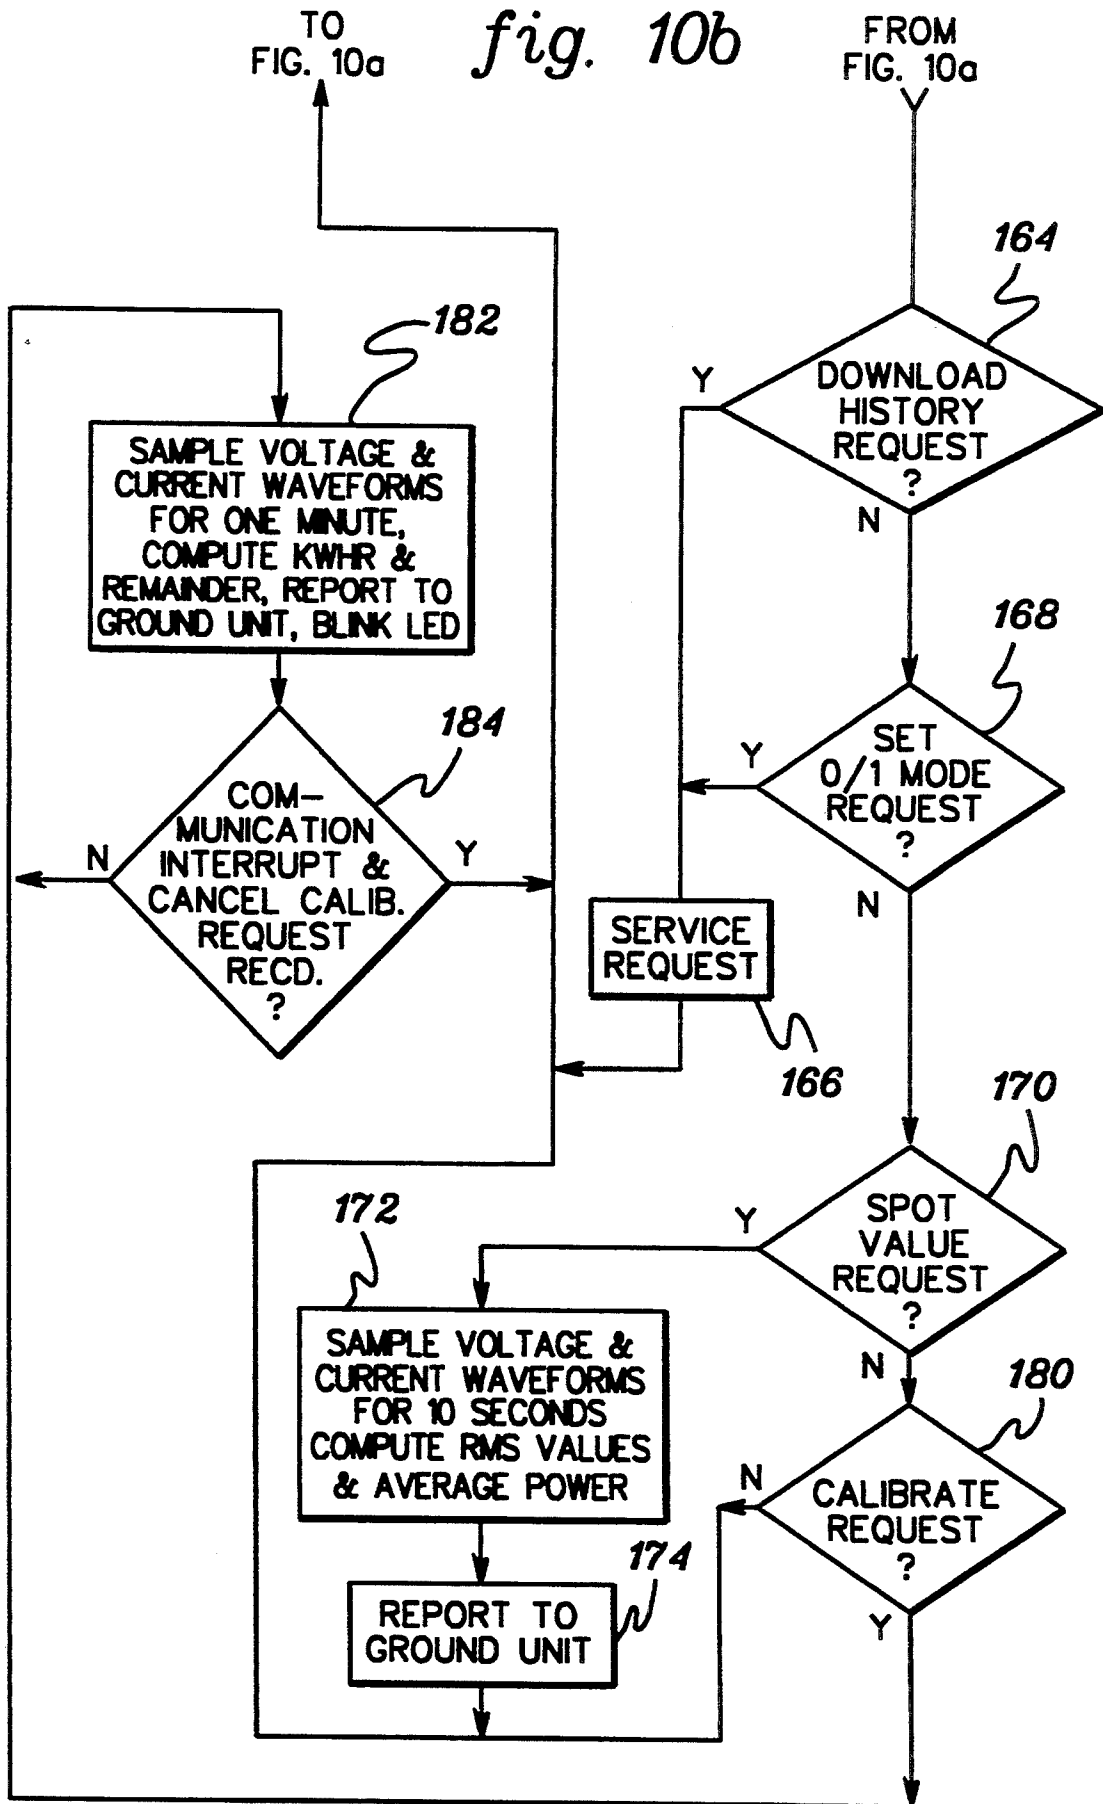 TO
FIG. 10a
fig. 10b
FROM
FIG. 10a
164
DOWNLOAD
HISTORY
REQUEST
?
Y
N
182
SAMPLE VOLTAGE &
CURRENT WAVEFORMS
FOR ONE MINUTE,
COMPUTE KWHR &
REMAINDER, REPORT TO
GROUND UNIT, BLINK LED
168
SET
0/1 MODE
REQUEST
?
Y
N
184
COM-
MUNICATION
INTERRUPT &
CANCEL CALIB.
REQUEST
RECD.
?
N
Y
SERVICE
REQUEST
166
170
SPOT
VALUE
REQUEST
?
Y
N
172
SAMPLE VOLTAGE &
CURRENT WAVEFORMS
FOR 10 SECONDS
COMPUTE RMS VALUES
& AVERAGE POWER
180
CALIBRATE
REQUEST
?
N
Y
174
REPORT TO
GROUND UNIT